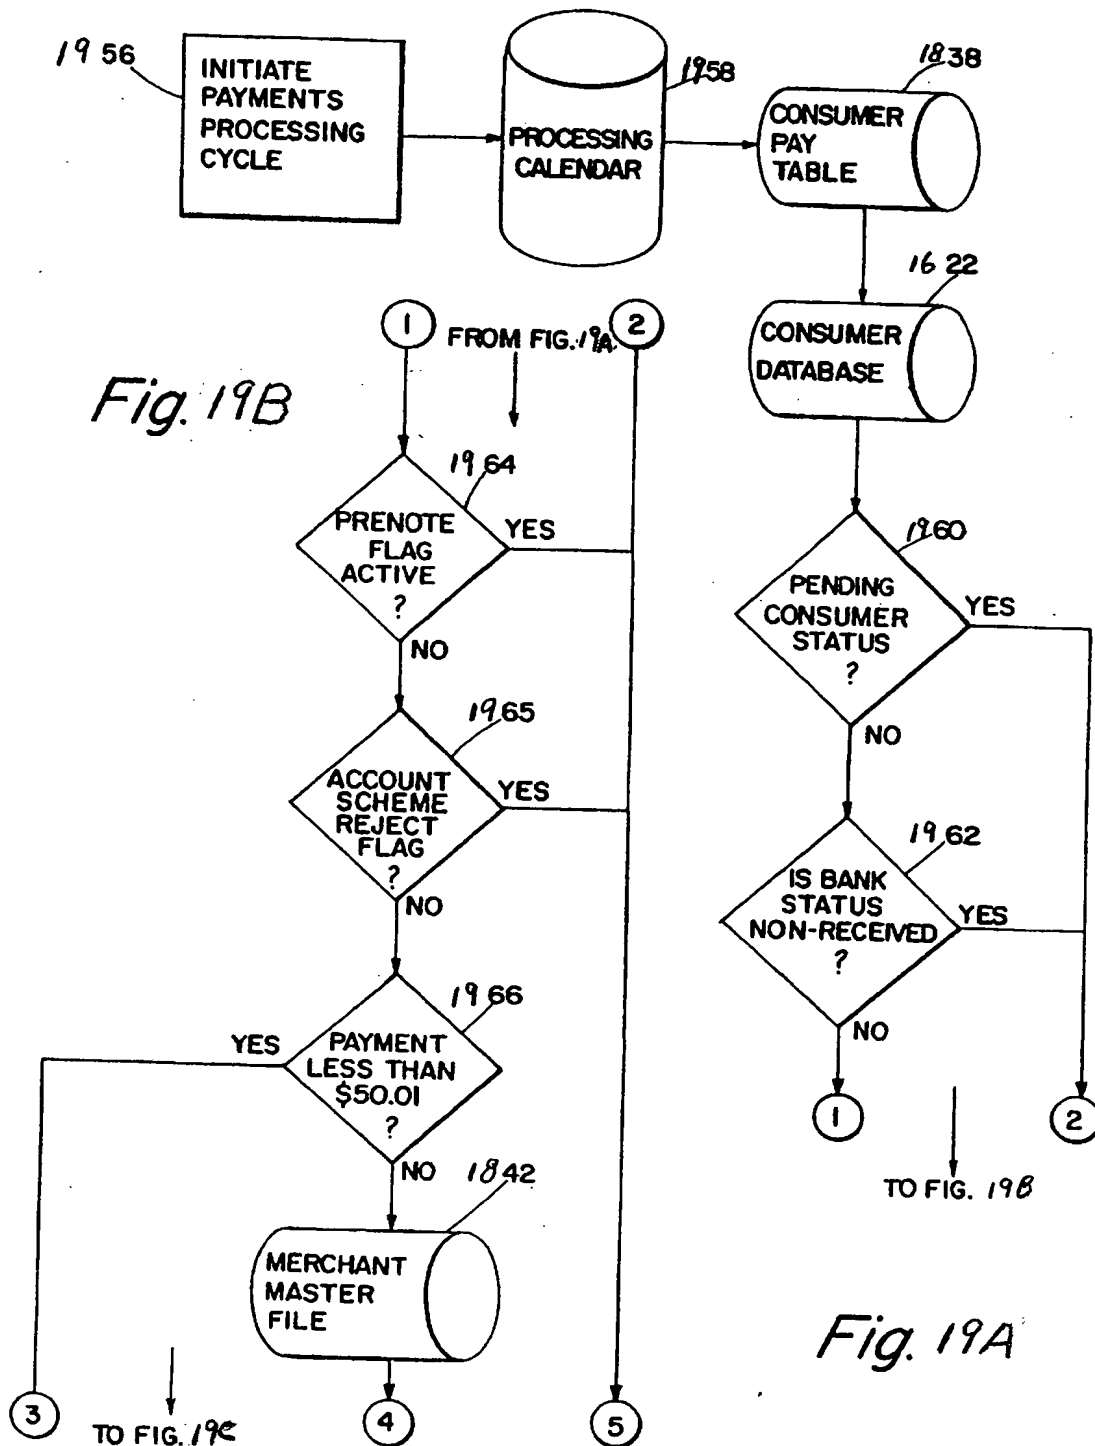 1956
INITIATE
PAYMENTS
PROCESSING
CYCLE
1958
PROCESSING
CALENDAR
1838
CONSUMER
PAY
TABLE
1622
CONSUMER
DATABASE
1960
PENDING
CONSUMER
STATUS
?
YES
NO
1962
IS BANK
STATUS
NON-RECEIVED
?
YES
NO
1
2
TO FIG. 19B
Fig. 19A
1
FROM FIG. 19A
2
Fig. 19B
1964
PRENOTE
FLAG
ACTIVE
?
YES
NO
1965
ACCOUNT
SCHEME
REJECT
FLAG
?
YES
NO
1966
PAYMENT
LESS THAN
$50.01
?
YES
NO
1842
MERCHANT
MASTER
FILE
3
TO FIG. 19C
4
5